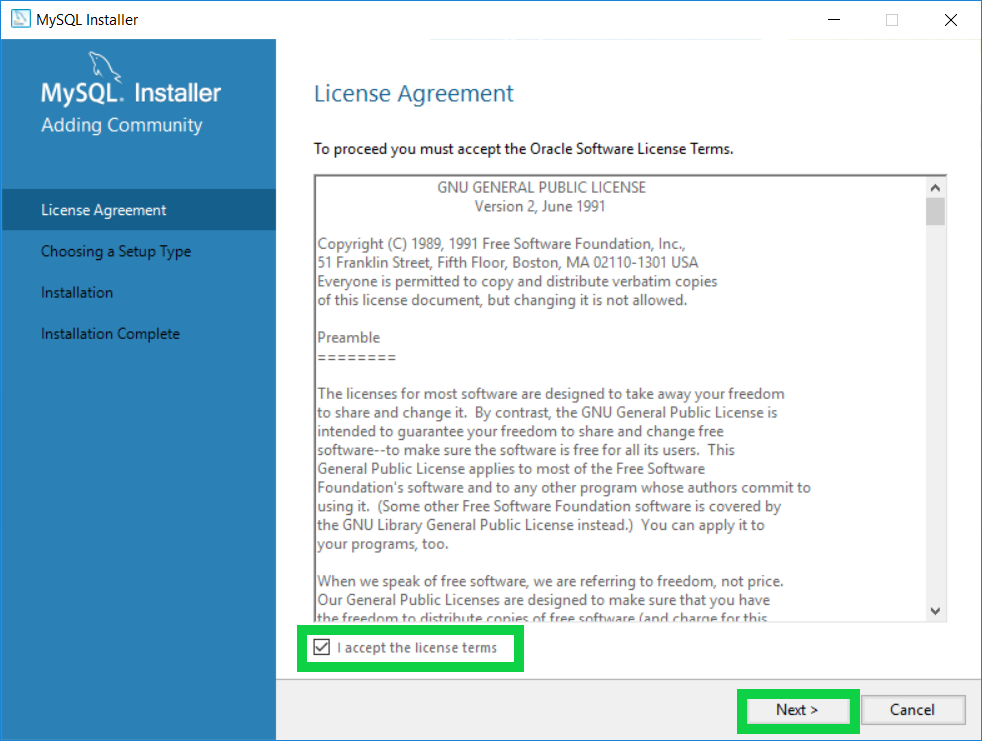 MySQL Installer
MySQL. Installer
Adding Community
License Agreement
Choosing a Setup Type
Installation
Installation Complete
License Agreement
To proceed you must accept the Oracle Software License Terms.
GNU GENERAL PUBLIC LICENSE
Version 2, June 1991
Copyright (C) 1989, 1991 Free Software Foundation, Inc.,
51 Franklin Street, Fifth Floor, Boston, MA 02110-1301 USA
Everyone is permitted to copy and distribute verbatim copies
of this license document, but changing it is not allowed.
Preamble
========
The licenses for most software are designed to take away your freedom
to share and change it.  By contrast, the GNU General Public License is
intended to guarantee your freedom to share and change free
software--to make sure the software is free for all its users.  This
General Public License applies to most of the Free Software
Foundation's software and to any other program whose authors commit to
using it.  (Some other Free Software Foundation software is covered by
the GNU Library General Public License instead.)  You can apply it to
your programs, too.
When we speak of free software, we are referring to freedom, not price.
Our General Public Licenses are designed to make sure that you have
the freedom to distribute copies of free software (and charge for this
I accept the license terms
Next >
Cancel